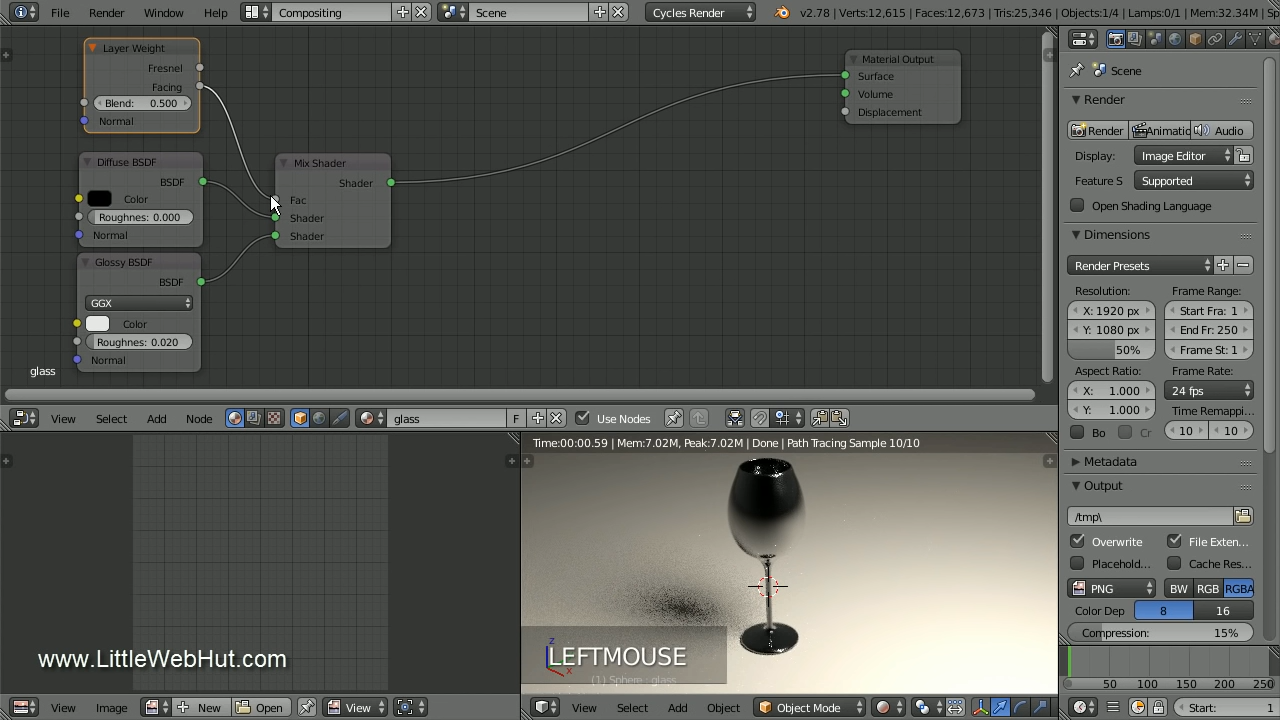 File Render Window Help Compositing Scene Cycles Render v2.78 | Verts:12,615 | Faces:12,673 | Tris:25,346 | Objects:1/4 | Lamps:0/1 | Mem:32.34M | Sp
Layer Weight
Fresnel
Facing
Blend: 0.500
Normal
Diffuse BSDF
BSDF
Color
Roughnes: 0.000
Normal
Glossy BSDF
BSDF
GGX
Color
Roughnes: 0.020
Normal
Mix Shader
Shader
Fac
Shader
Shader
Material Output
Surface
Volume
Displacement
glass
View Select Add Node glass F Use Nodes
Time:00:00.59 | Mem:7.02M, Peak:7.02M | Done | Path Tracing Sample 10/10
www.LittleWebHut.com
LEFTMOUSE
z
x
(1) Sphere : glass
View Image New Open View
View Select Add Object Object Mode
Scene
Render
Render Animatic Audio
Display: Image Editor
Feature S Supported
Open Shading Language
Dimensions
Render Presets
Resolution: Frame Range:
X: 1920 px Start Fra: 1
Y: 1080 px End Fr: 250
50% Frame St: 1
Aspect Ratio: Frame Rate:
X: 1.000 24 fps
Y: 1.000 Time Remappi...
Bo Cr 10 10
Metadata
Output
/tmp\
Overwrite File Exten...
Placehold... Cache Res...
PNG BW RGB RGBA
Color Dep 8 16
Compression: 15%
0 50 100 150 200 250
Start: 1